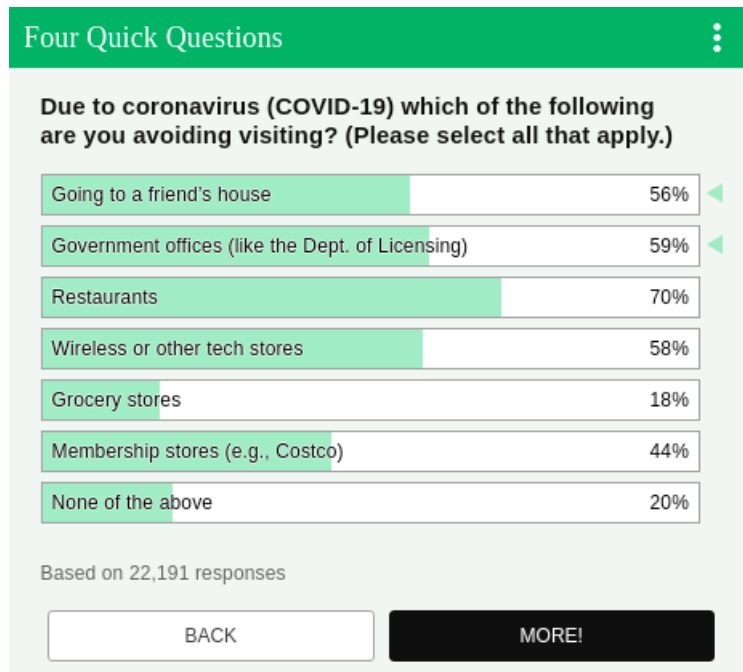 Four Quick Questions
Due to coronavirus (COVID-19) which of the following
are you avoiding visiting? (Please select all that apply.)
Going to a friend's house 56%
Government offices (like the Dept. of Licensing) 59%
Restaurants 70%
Wireless or other tech stores 58%
Grocery stores 18%
Membership stores (e.g., Costco) 44%
None of the above 20%
Based on 22,191 responses
BACK MORE!